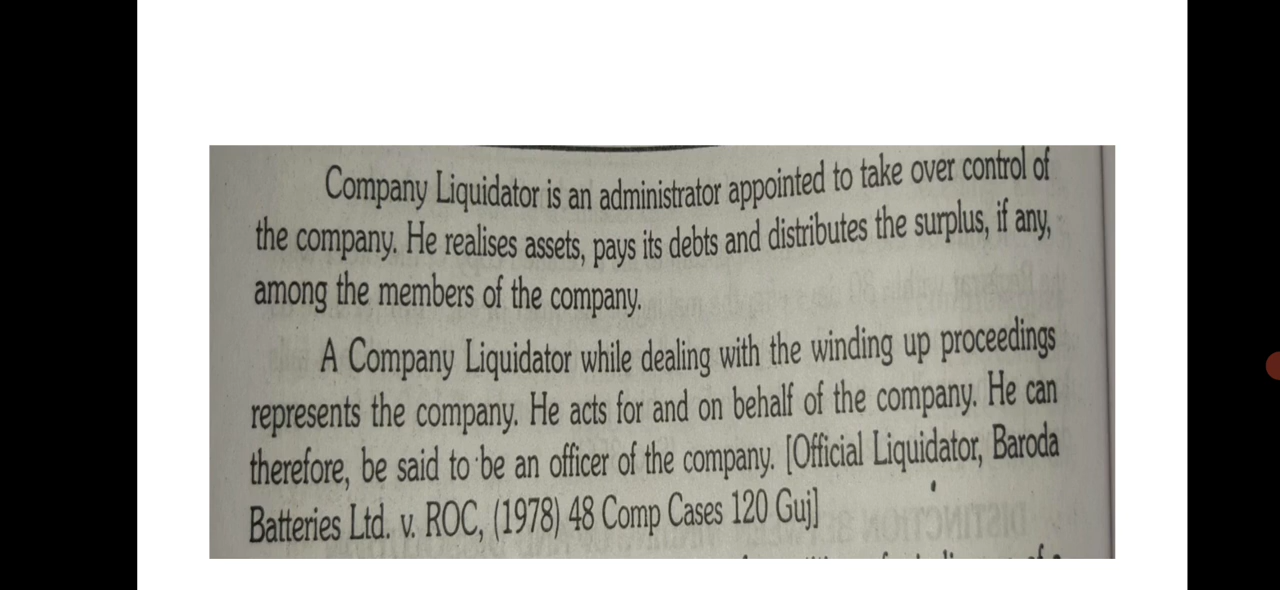 Company Liquidator is an administrator appointed to take over control of
the company. He realises assets, pays its debts and distributes the surplus, if any,
among the members of the company.
A Company Liquidator while dealing with the winding up proceedings
represents the company. He acts for and on behalf of the company. He can
therefore, be said to be an officer of the company. [Official Liquidator, Baroda
Batteries Ltd. v. ROC, (1978) 48 Comp Cases 120 Guj]